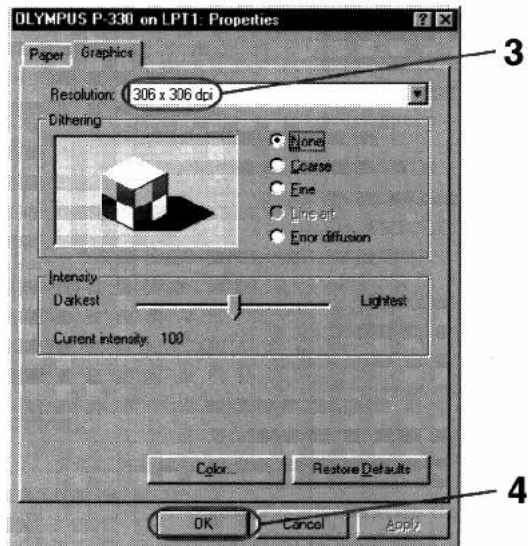 OLYMPUS P-330 on LPT1: Properties
Paper Graphics
3
Resolution: 306 x 306 dpi
Dithering
None
Coarse
Fine
Line art
Error diffusion
Intensity
Darkest Lightest
Current intensity: 100
Color... Restore Defaults
4
OK Cancel Apply